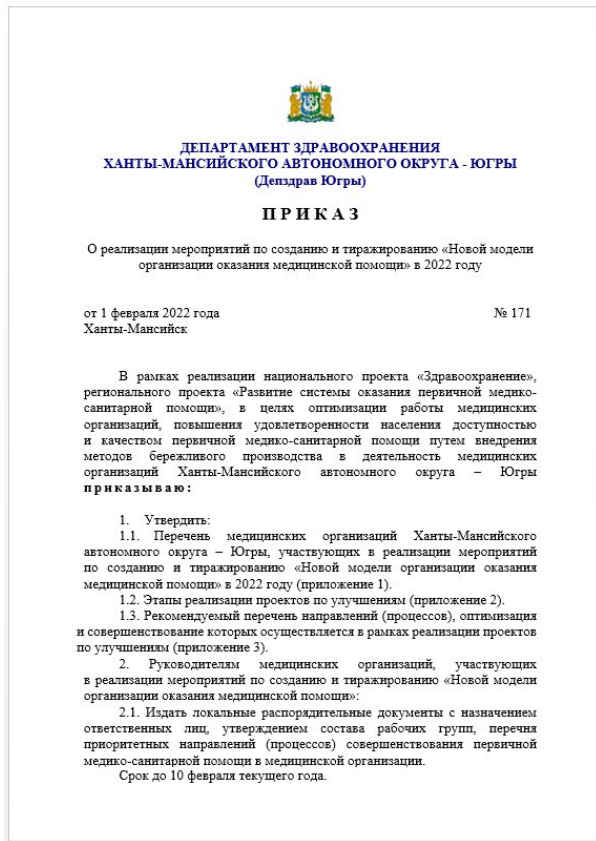 ДЕПАРТАМЕНТ ЗДРАВООХРАНЕНИЯ
ХАНТЫ-МАНСИЙСКОГО АВТОНОМНОГО ОКРУГА - ЮГРЫ
(Депздрав Югры)
ПРИКАЗ
О реализации мероприятий по созданию и тиражированию «Новой модели
организации оказания медицинской помощи» в 2022 году
от 1 февраля 2022 года № 171
Ханты-Мансийск
В рамках реализации национального проекта «Здравоохранение»,
регионального проекта «Развитие системы оказания первичной медико-
санитарной помощи», в целях оптимизации работы медицинских
организаций, повышения удовлетворенности населения доступностью
и качеством первичной медико-санитарной помощи путем внедрения
методов бережливого производства в деятельность медицинских
организаций Ханты-Мансийского автономного округа – Югры
приказываю:
1. Утвердить:
1.1. Перечень медицинских организаций Ханты-Мансийского
автономного округа – Югры, участвующих в реализации мероприятий
по созданию и тиражированию «Новой модели организации оказания
медицинской помощи» в 2022 году (приложение 1).
1.2. Этапы реализации проектов по улучшениям (приложение 2).
1.3. Рекомендуемый перечень направлений (процессов), оптимизация
и совершенствование которых осуществляется в рамках реализации проектов
по улучшениям (приложение 3).
2. Руководителям медицинских организаций, участвующих
в реализации мероприятий по созданию и тиражированию «Новой модели
организации оказания медицинской помощи»:
2.1. Издать локальные распорядительные документы с назначением
ответственных лиц, утверждением состава рабочих групп, перечня
приоритетных направлений (процессов) совершенствования первичной
медико-санитарной помощи в медицинской организации.
Срок до 10 февраля текущего года.